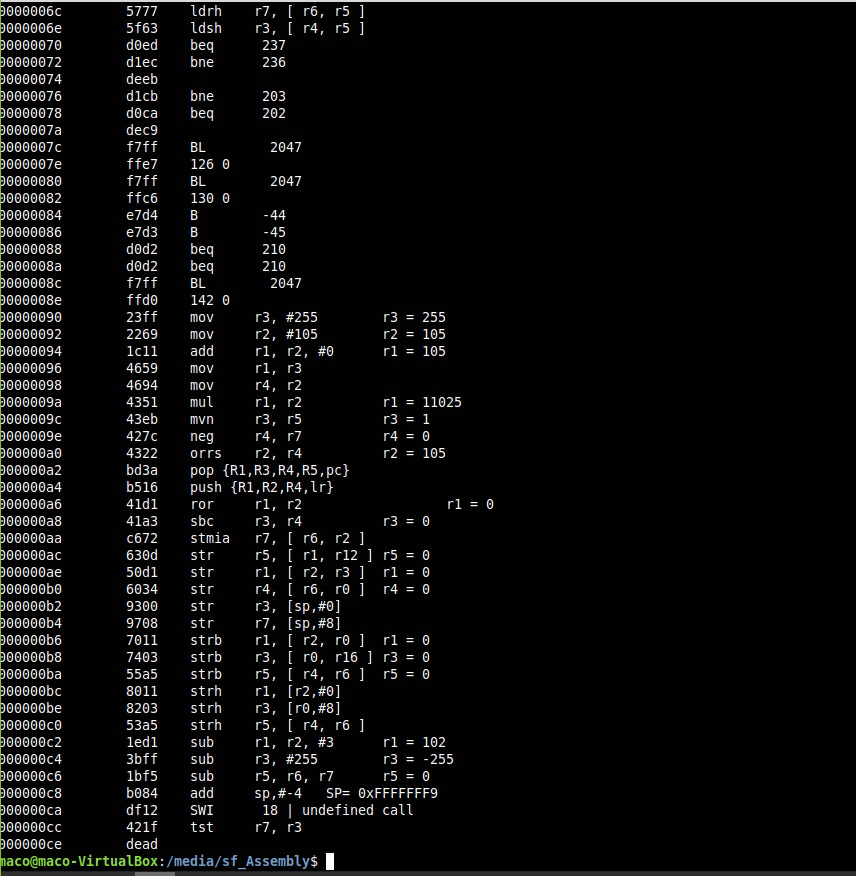 0000006c 5777 ldrh r7, [ r6, r5 ]
0000006e 5f63 ldsh r3, [ r4, r5 ]
00000070 d0ed beq 237
00000072 d1ec bne 236
00000074 deeb
00000076 d1cb bne 203
00000078 d0ca beq 202
0000007a dec9
0000007c f7ff BL 2047
0000007e ffe7 126 0
00000080 f7ff BL 2047
00000082 ffc6 130 0
00000084 e7d4 B -44
00000086 e7d3 B -45
00000088 d0d2 beq 210
0000008a d0d2 beq 210
0000008c f7ff BL 2047
0000008e ffd0 142 0
00000090 23ff mov r3, #255 r3 = 255
00000092 2269 mov r2, #105 r2 = 105
00000094 1c11 add r1, r2, #0 r1 = 105
00000096 4659 mov r1, r3
00000098 4694 mov r4, r2
0000009a 4351 mul r1, r2 r1 = 11025
0000009c 43eb mvn r3, r5 r3 = 1
0000009e 427c neg r4, r7 r4 = 0
000000a0 4322 orrs r2, r4 r2 = 105
000000a2 bd3a pop {R1,R3,R4,R5,pc}
000000a4 b516 push {R1,R2,R4,lr}
000000a6 41d1 ror r1, r2 r1 = 0
000000a8 41a3 sbc r3, r4 r3 = 0
000000aa c672 stmia r7, [ r6, r2 ]
000000ac 630d str r5, [ r1, r12 ] r5 = 0
000000ae 50d1 str r1, [ r2, r3 ] r1 = 0
000000b0 6034 str r4, [ r6, r0 ] r4 = 0
000000b2 9300 str r3, [sp,#0]
000000b4 9708 str r7, [sp,#8]
000000b6 7011 strb r1, [ r2, r0 ] r1 = 0
000000b8 7403 strb r3, [ r0, r16 ] r3 = 0
000000ba 55a5 strb r5, [ r4, r6 ] r5 = 0
000000bc 8011 strh r1, [r2,#0]
000000be 8203 strh r3, [r0,#8]
000000c0 53a5 strh r5, [ r4, r6 ]
000000c2 1ed1 sub r1, r2, #3 r1 = 102
000000c4 3bff sub r3, #255 r3 = -255
000000c6 1bf5 sub r5, r6, r7 r5 = 0
000000c8 b084 add sp,#-4 SP= 0xFFFFFFF9
000000ca df12 SWI 18 | undefined call
000000cc 421f tst r7, r3
000000ce dead
maco@maco-VirtualBox:/media/sf_Assembly$